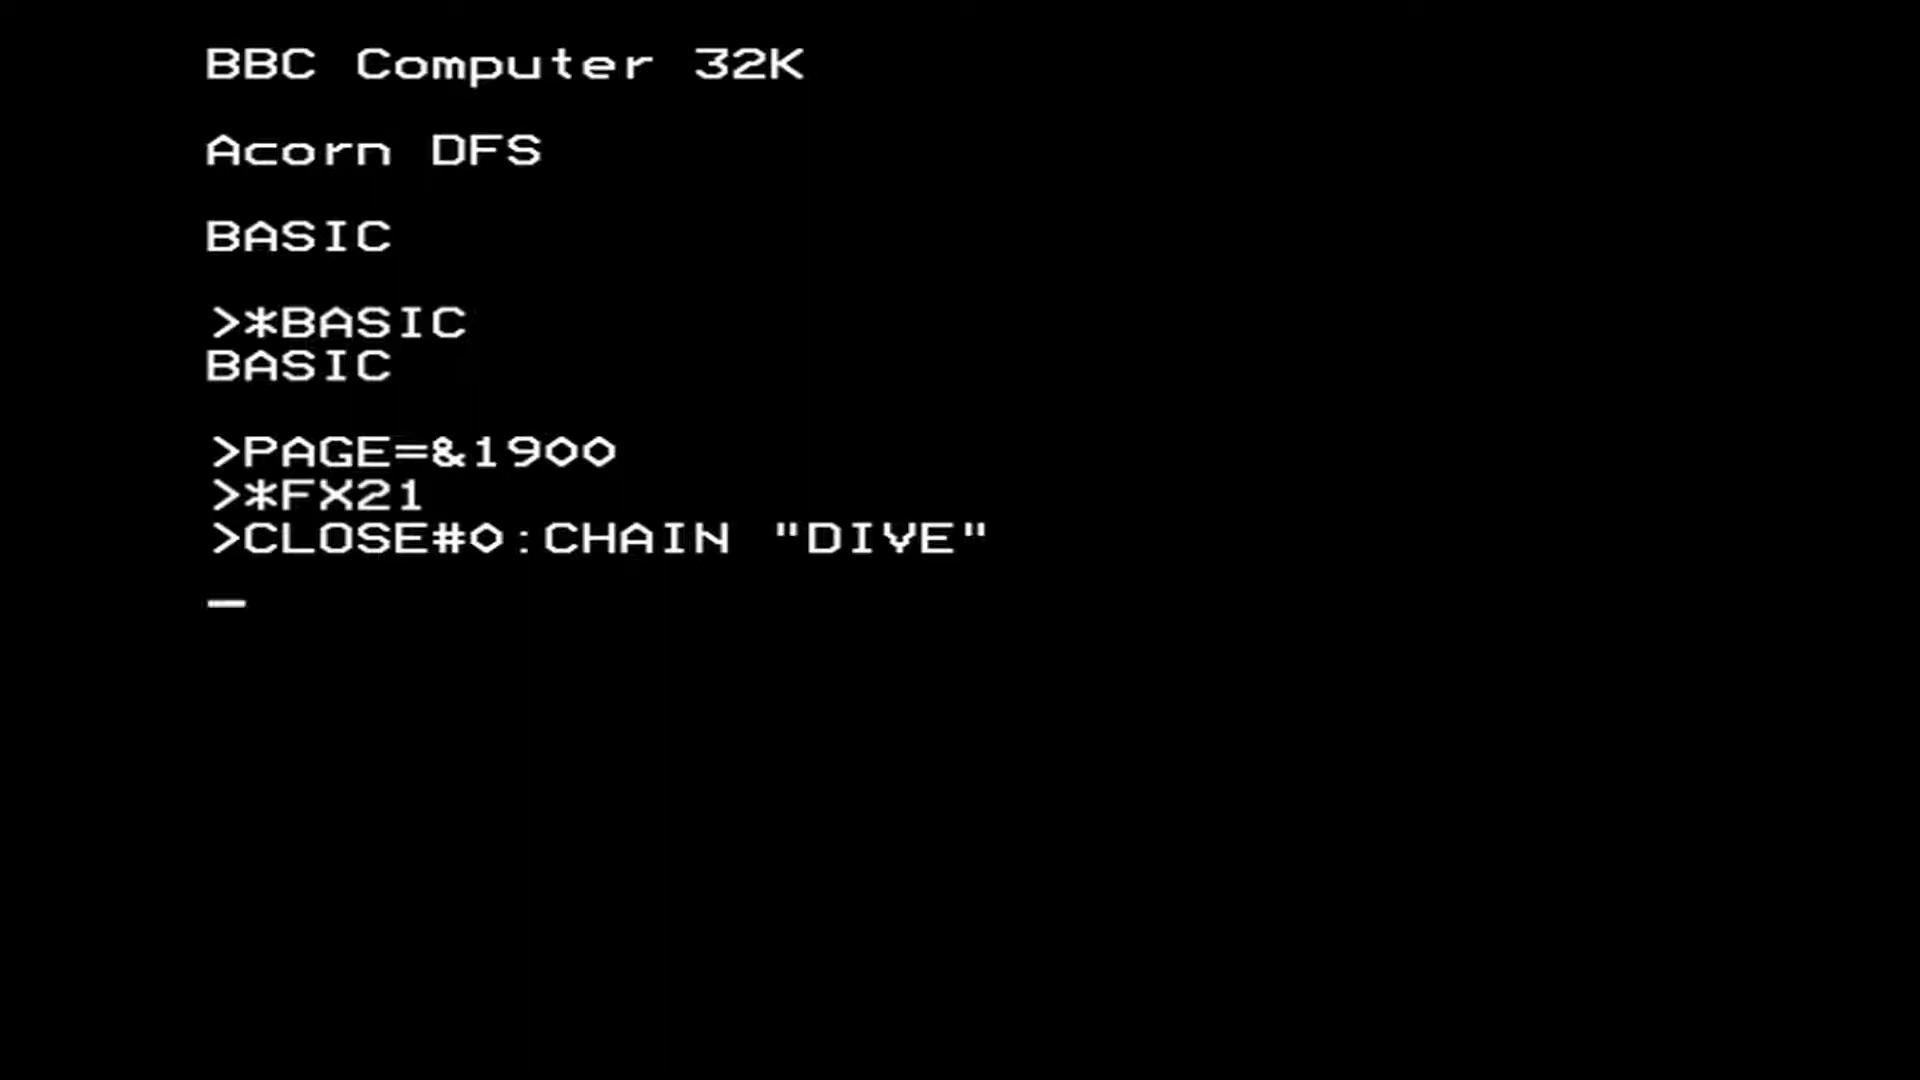 BBC Computer 32K
Acorn DFS
BASIC
>*BASIC
BASIC
>PAGE=&1900
>*FX21
>CLOSE#0:CHAIN "DIVE"
_